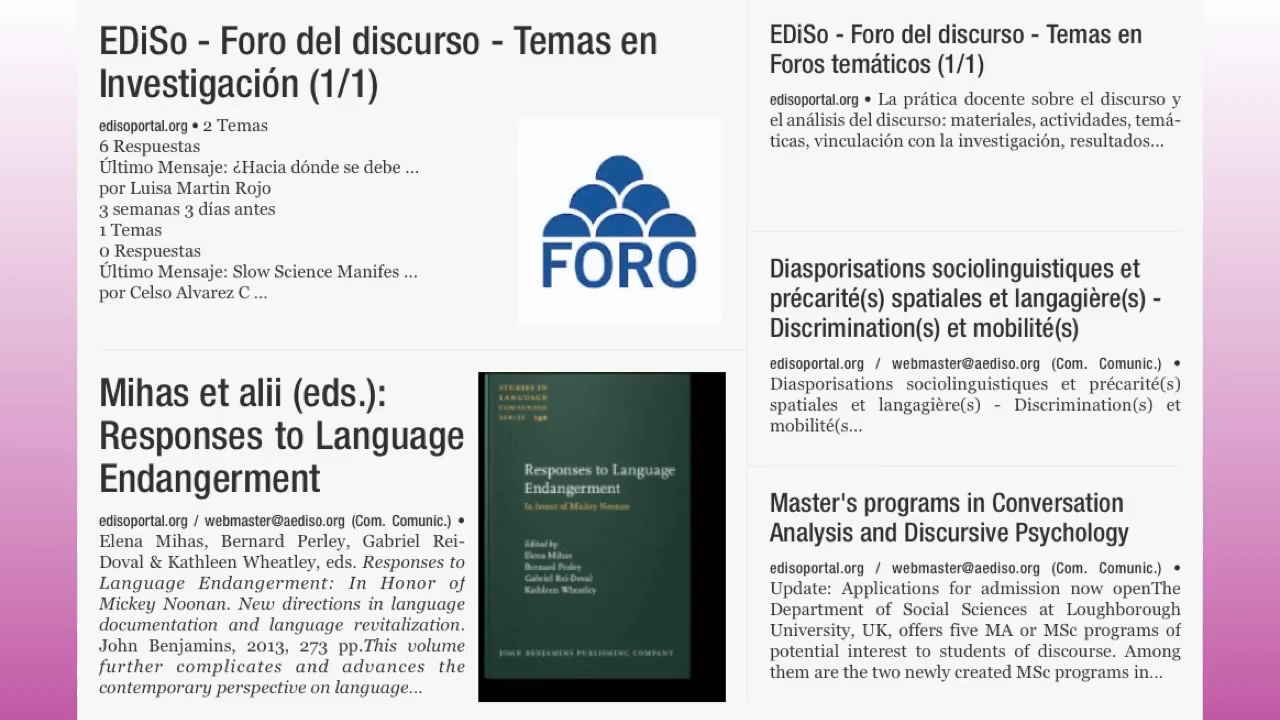 EDiSo - Foro del discurso - Temas en
Investigación (1/1)
edisoportal.org • 2 Temas
6 Respuestas
Último Mensaje: ¿Hacia dónde se debe ...
por Luisa Martin Rojo
3 semanas 3 días antes
1 Temas
0 Respuestas
Último Mensaje: Slow Science Manifes ...
por Celso Alvarez C ...
FORO
Mihas et alii (eds.):
Responses to Language
Endangerment
edisoportal.org / webmaster@aediso.org (Com. Comunic.) •
Elena Mihas, Bernard Perley, Gabriel Rei-
Doval & Kathleen Wheatley, eds. Responses to
Language Endangerment: In Honor of
Mickey Noonan. New directions in language
documentation and language revitalization.
John Benjamins, 2013, 273 pp.This volume
further complicates and advances the
contemporary perspective on language...
STUDIES IN
LANGUAGE
COMPANION
SERIES 142
Responses to Language
Endangerment
In honor of Mickey Noonan
Edited by
Elena Mihas
Bernard Perley
Gabriel Rei-Doval
Kathleen Wheatley
JOHN BENJAMINS PUBLISHING COMPANY
EDiSo - Foro del discurso - Temas en
Foros temáticos (1/1)
edisoportal.org • La prática docente sobre el discurso y
el análisis del discurso: materiales, actividades, temá-
ticas, vinculación con la investigación, resultados...
Diasporisations sociolinguistiques et
précarité(s) spatiales et langagière(s) -
Discrimination(s) et mobilité(s)
edisoportal.org / webmaster@aediso.org (Com. Comunic.) •
Diasporisations sociolinguistiques et précarité(s)
spatiales et langagière(s) - Discrimination(s) et
mobilité(s...
Master's programs in Conversation
Analysis and Discursive Psychology
edisoportal.org / webmaster@aediso.org (Com. Comunic.) •
Update: Applications for admission now openThe
Department of Social Sciences at Loughborough
University, UK, offers five MA or MSc programs of
potential interest to students of discourse. Among
them are the two newly created MSc programs in...